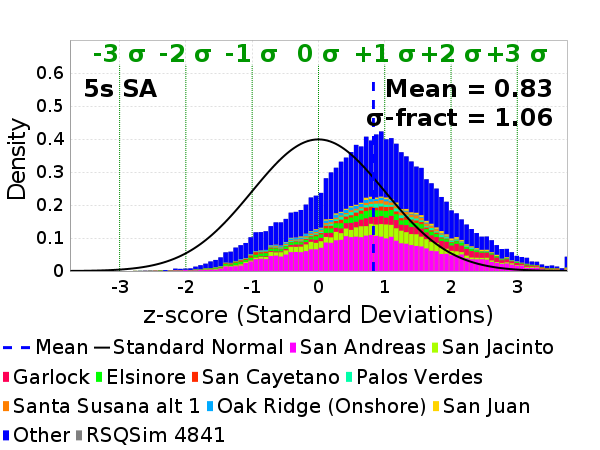 -3 σ -2 σ -1 σ 0 σ +1 σ +2 σ +3 σ
5s SA
Mean = 0.83
σ-fract = 1.06
Density
0.6
0.5
0.4
0.3
0.2
0.1
0
-3 -2 -1 0 1 2 3
z-score (Standard Deviations)
Mean Standard Normal San Andreas San Jacinto
Garlock Elsinore San Cayetano Palos Verdes
Santa Susana alt 1 Oak Ridge (Onshore) San Juan
Other RSQSim 4841